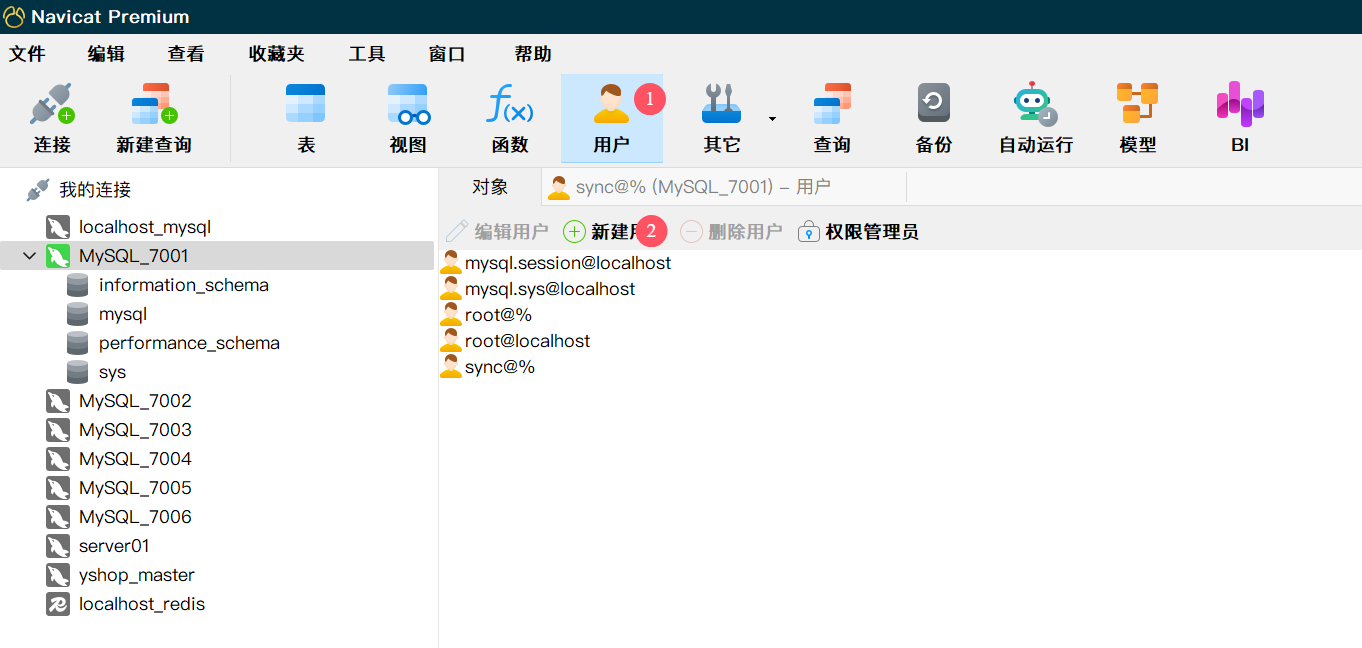 Navicat Premium
文件 编辑 查看 收藏夹 工具 窗口 帮助
连接 新建查询 表 视图 函数 用户 1 其它 查询 备份 自动运行 模型 BI
我的连接
localhost_mysql
MySQL_7001
information_schema
mysql
performance_schema
sys
MySQL_7002
MySQL_7003
MySQL_7004
MySQL_7005
MySQL_7006
server01
yshop_master
localhost_redis
对象 sync@% (MySQL_7001) – 用户
编辑用户 新建用 2 删除用户 权限管理员
mysql.session@localhost
mysql.sys@localhost
root@%
root@localhost
sync@%